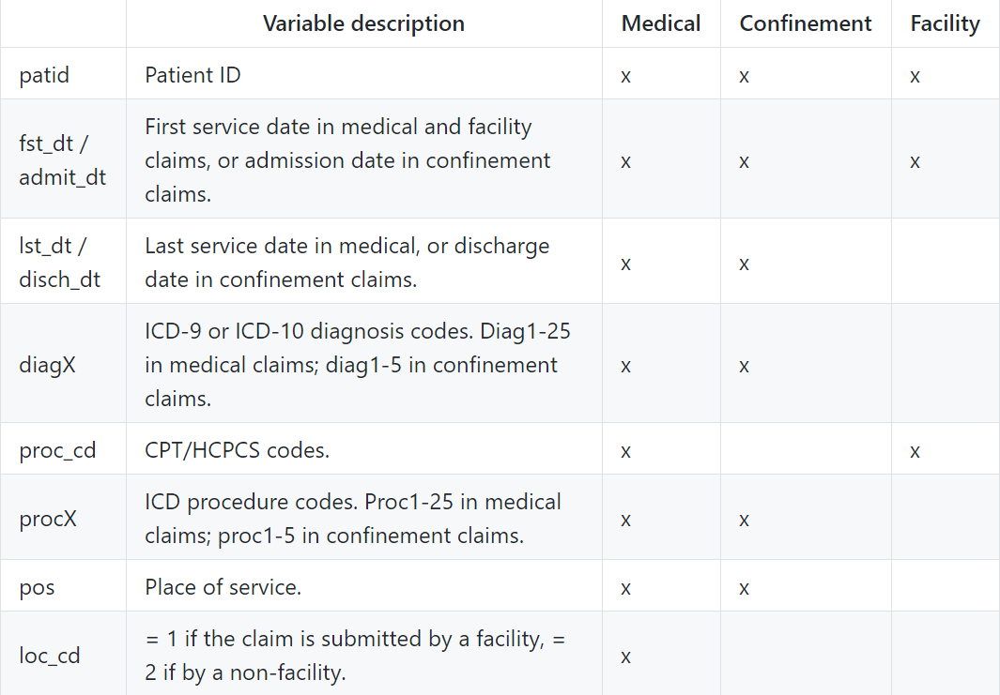 Variable description Medical Confinement Facility
patid Patient ID x x x
fst_dt / admit_dt First service date in medical and facility claims, or admission date in confinement claims. x x x
lst_dt / disch_dt Last service date in medical, or discharge date in confinement claims. x x
diagX ICD-9 or ICD-10 diagnosis codes. Diag1-25 in medical claims; diag1-5 in confinement claims. x x
proc_cd CPT/HCPCS codes. x x
procX ICD procedure codes. Proc1-25 in medical claims; proc1-5 in confinement claims. x x
pos Place of service. x x
loc_cd = 1 if the claim is submitted by a facility, = 2 if by a non-facility. x